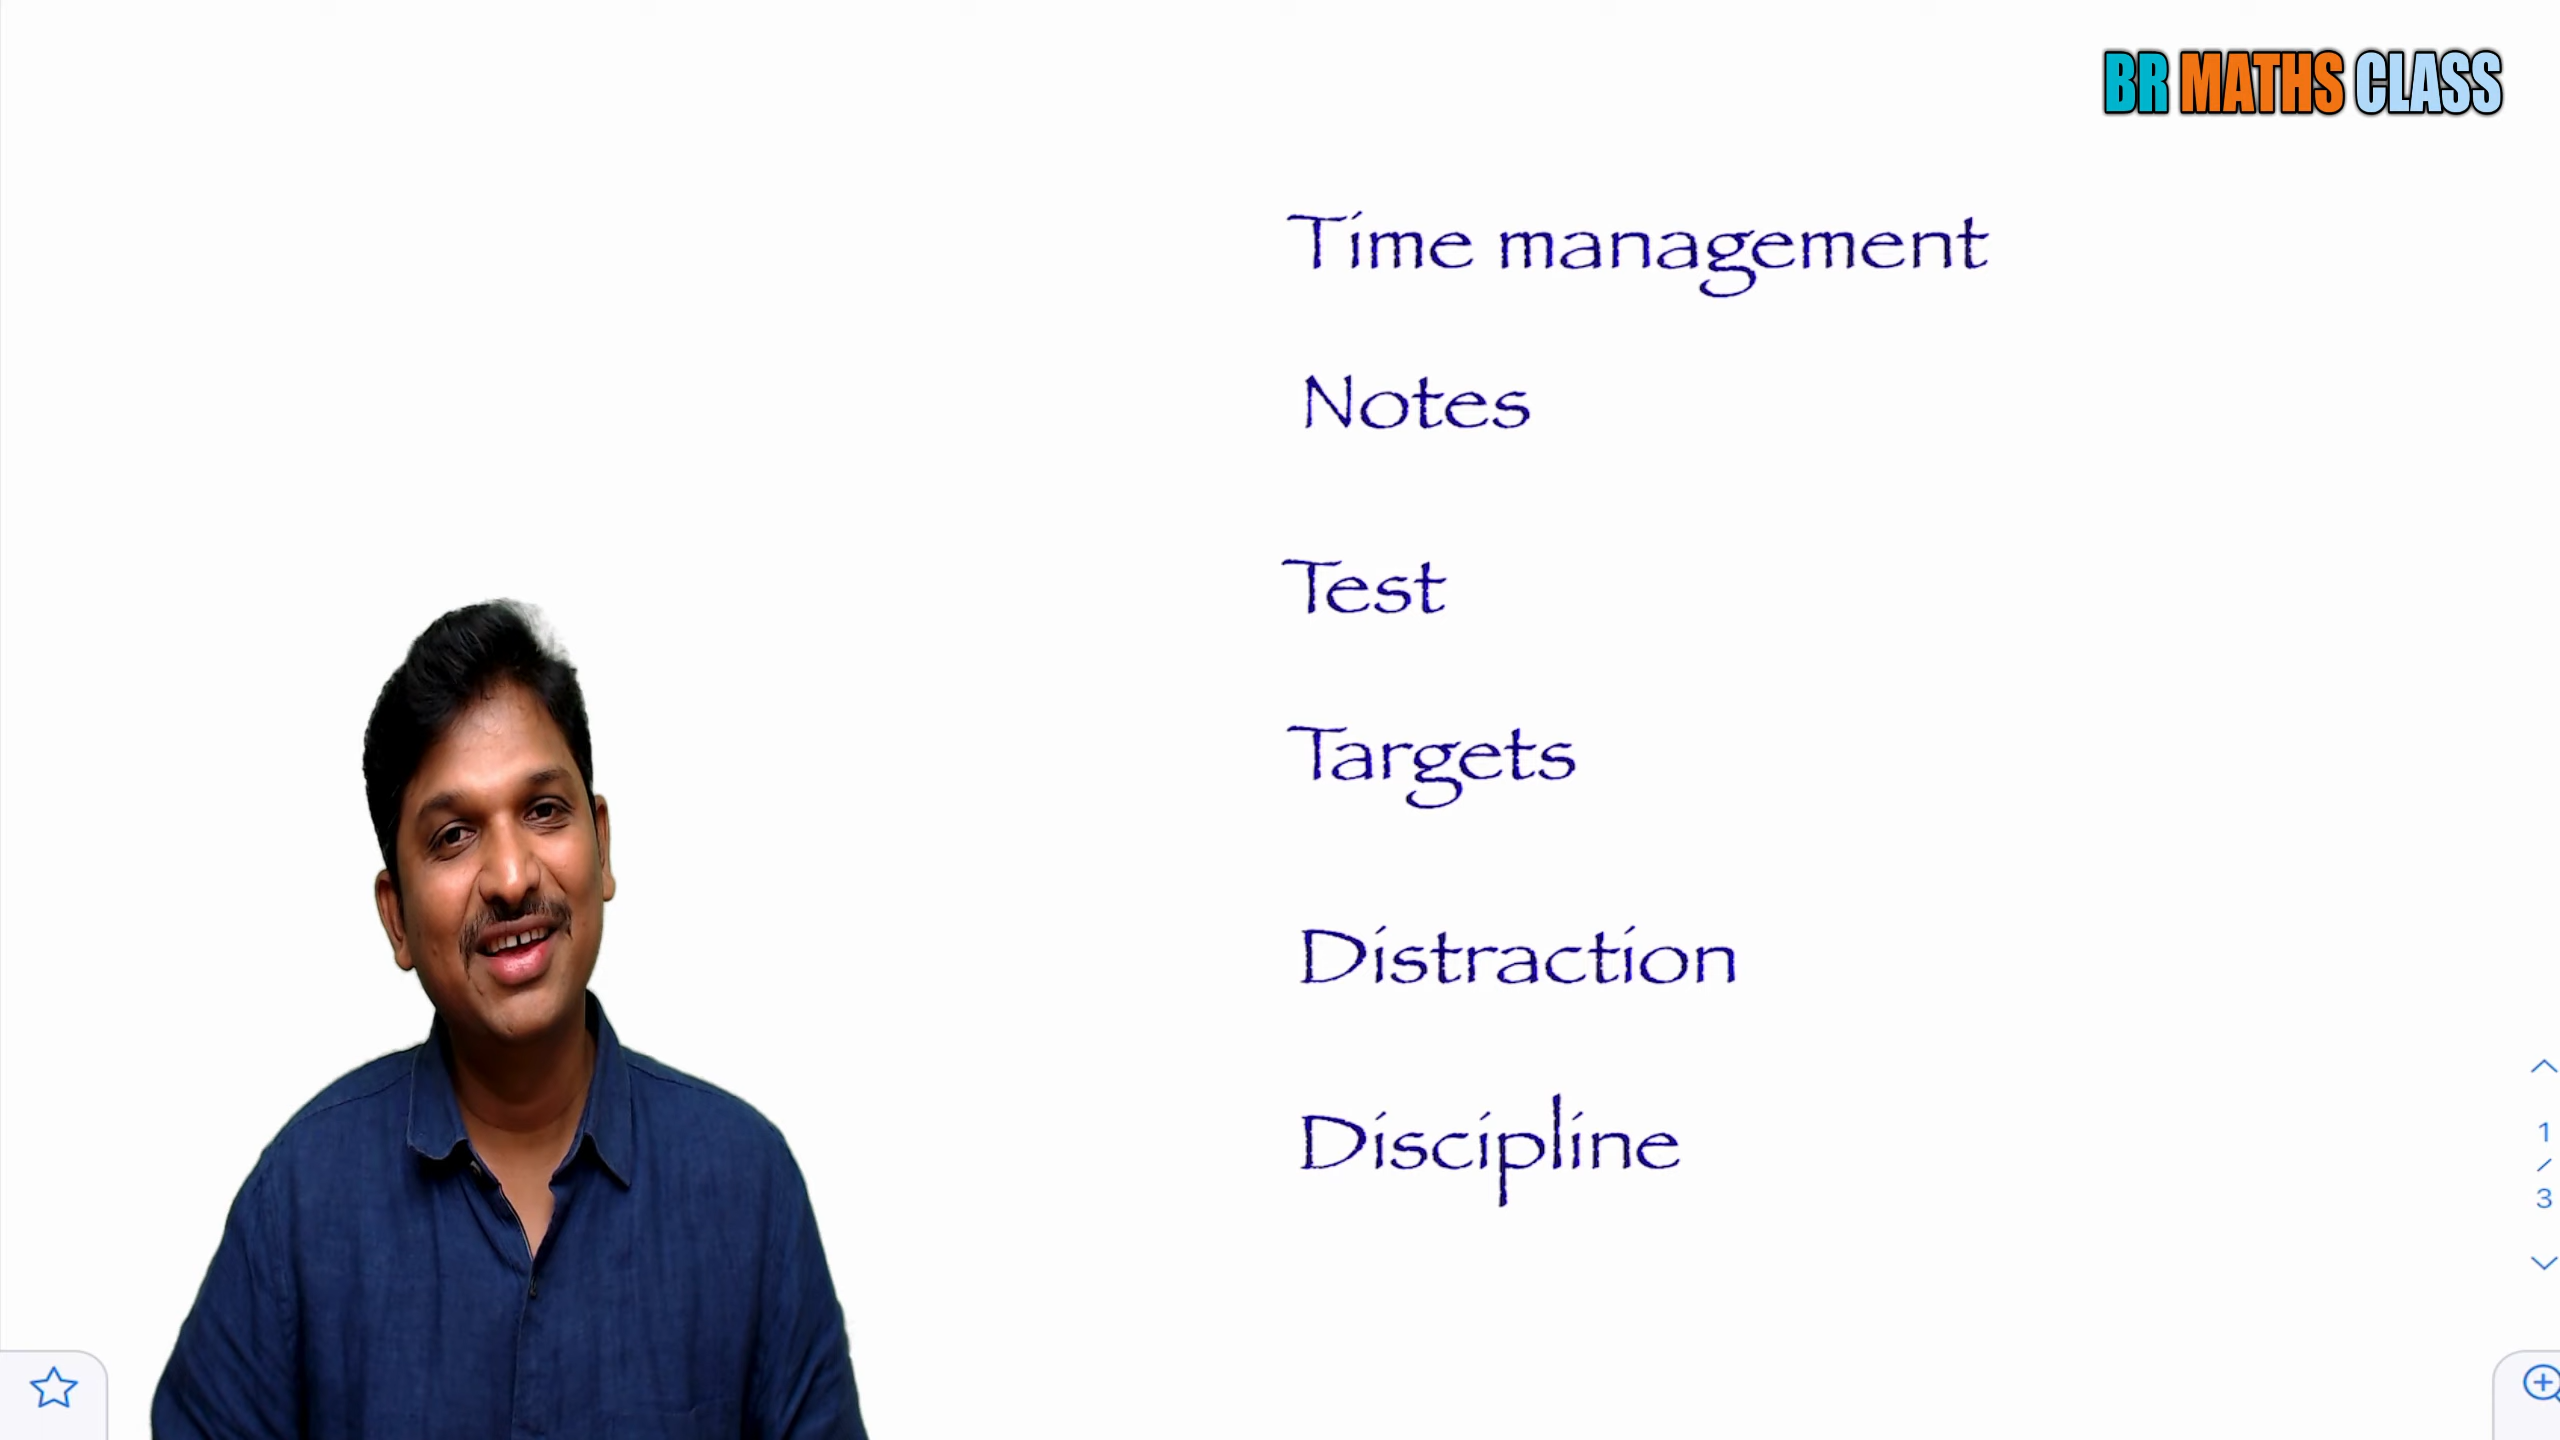 BR MATHS CLASS
Time management
Notes
Test
Targets
Distraction
Discipline
1
/
3